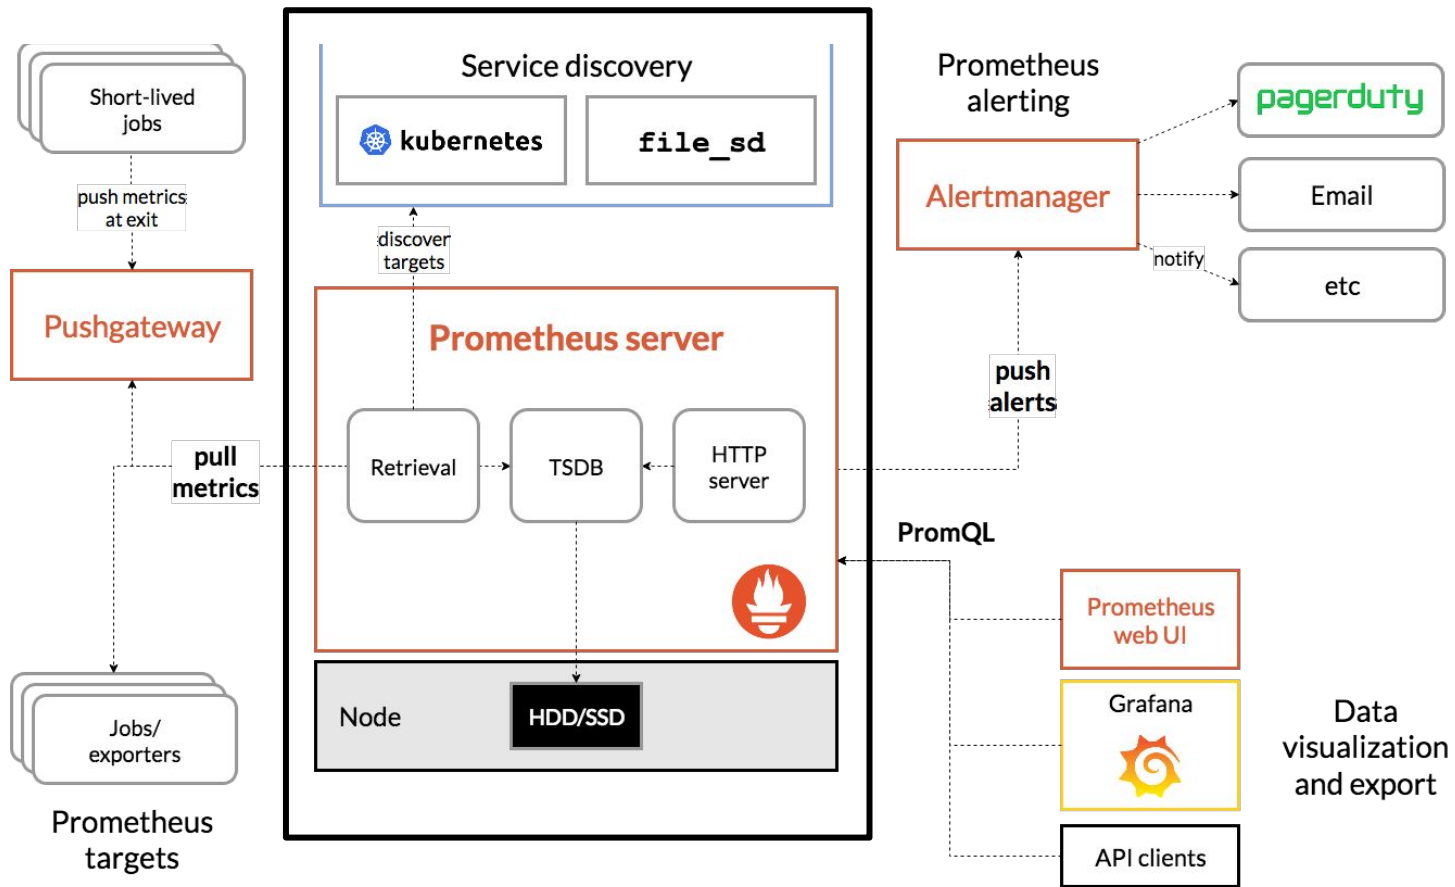 Short-lived
jobs
push metrics
at exit
Pushgateway
pull
metrics
Jobs/
exporters
Prometheus
targets
Service discovery
kubernetes
file_sd
discover
targets
Prometheus server
Retrieval
TSDB
HTTP
server
Node
HDD/SSD
Prometheus
alerting
Alertmanager
pagerduty
Email
notify
etc
push
alerts
PromQL
Prometheus
web UI
Grafana
API clients
Data
visualization
and export